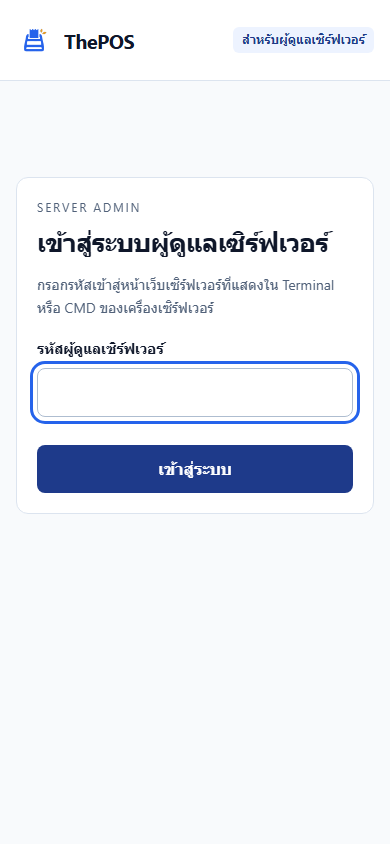 ThePOS
สำหรับผู้ดูแลเซิร์ฟเวอร์
SERVER ADMIN
เข้าสู่ระบบผู้ดูแลเซิร์ฟเวอร์
กรอกรหัสเข้าสู่หน้าเว็บเซิร์ฟเวอร์ที่แสดงใน Terminal
หรือ CMD ของเครื่องเซิร์ฟเวอร์
รหัสผู้ดูแลเซิร์ฟเวอร์
เข้าสู่ระบบ